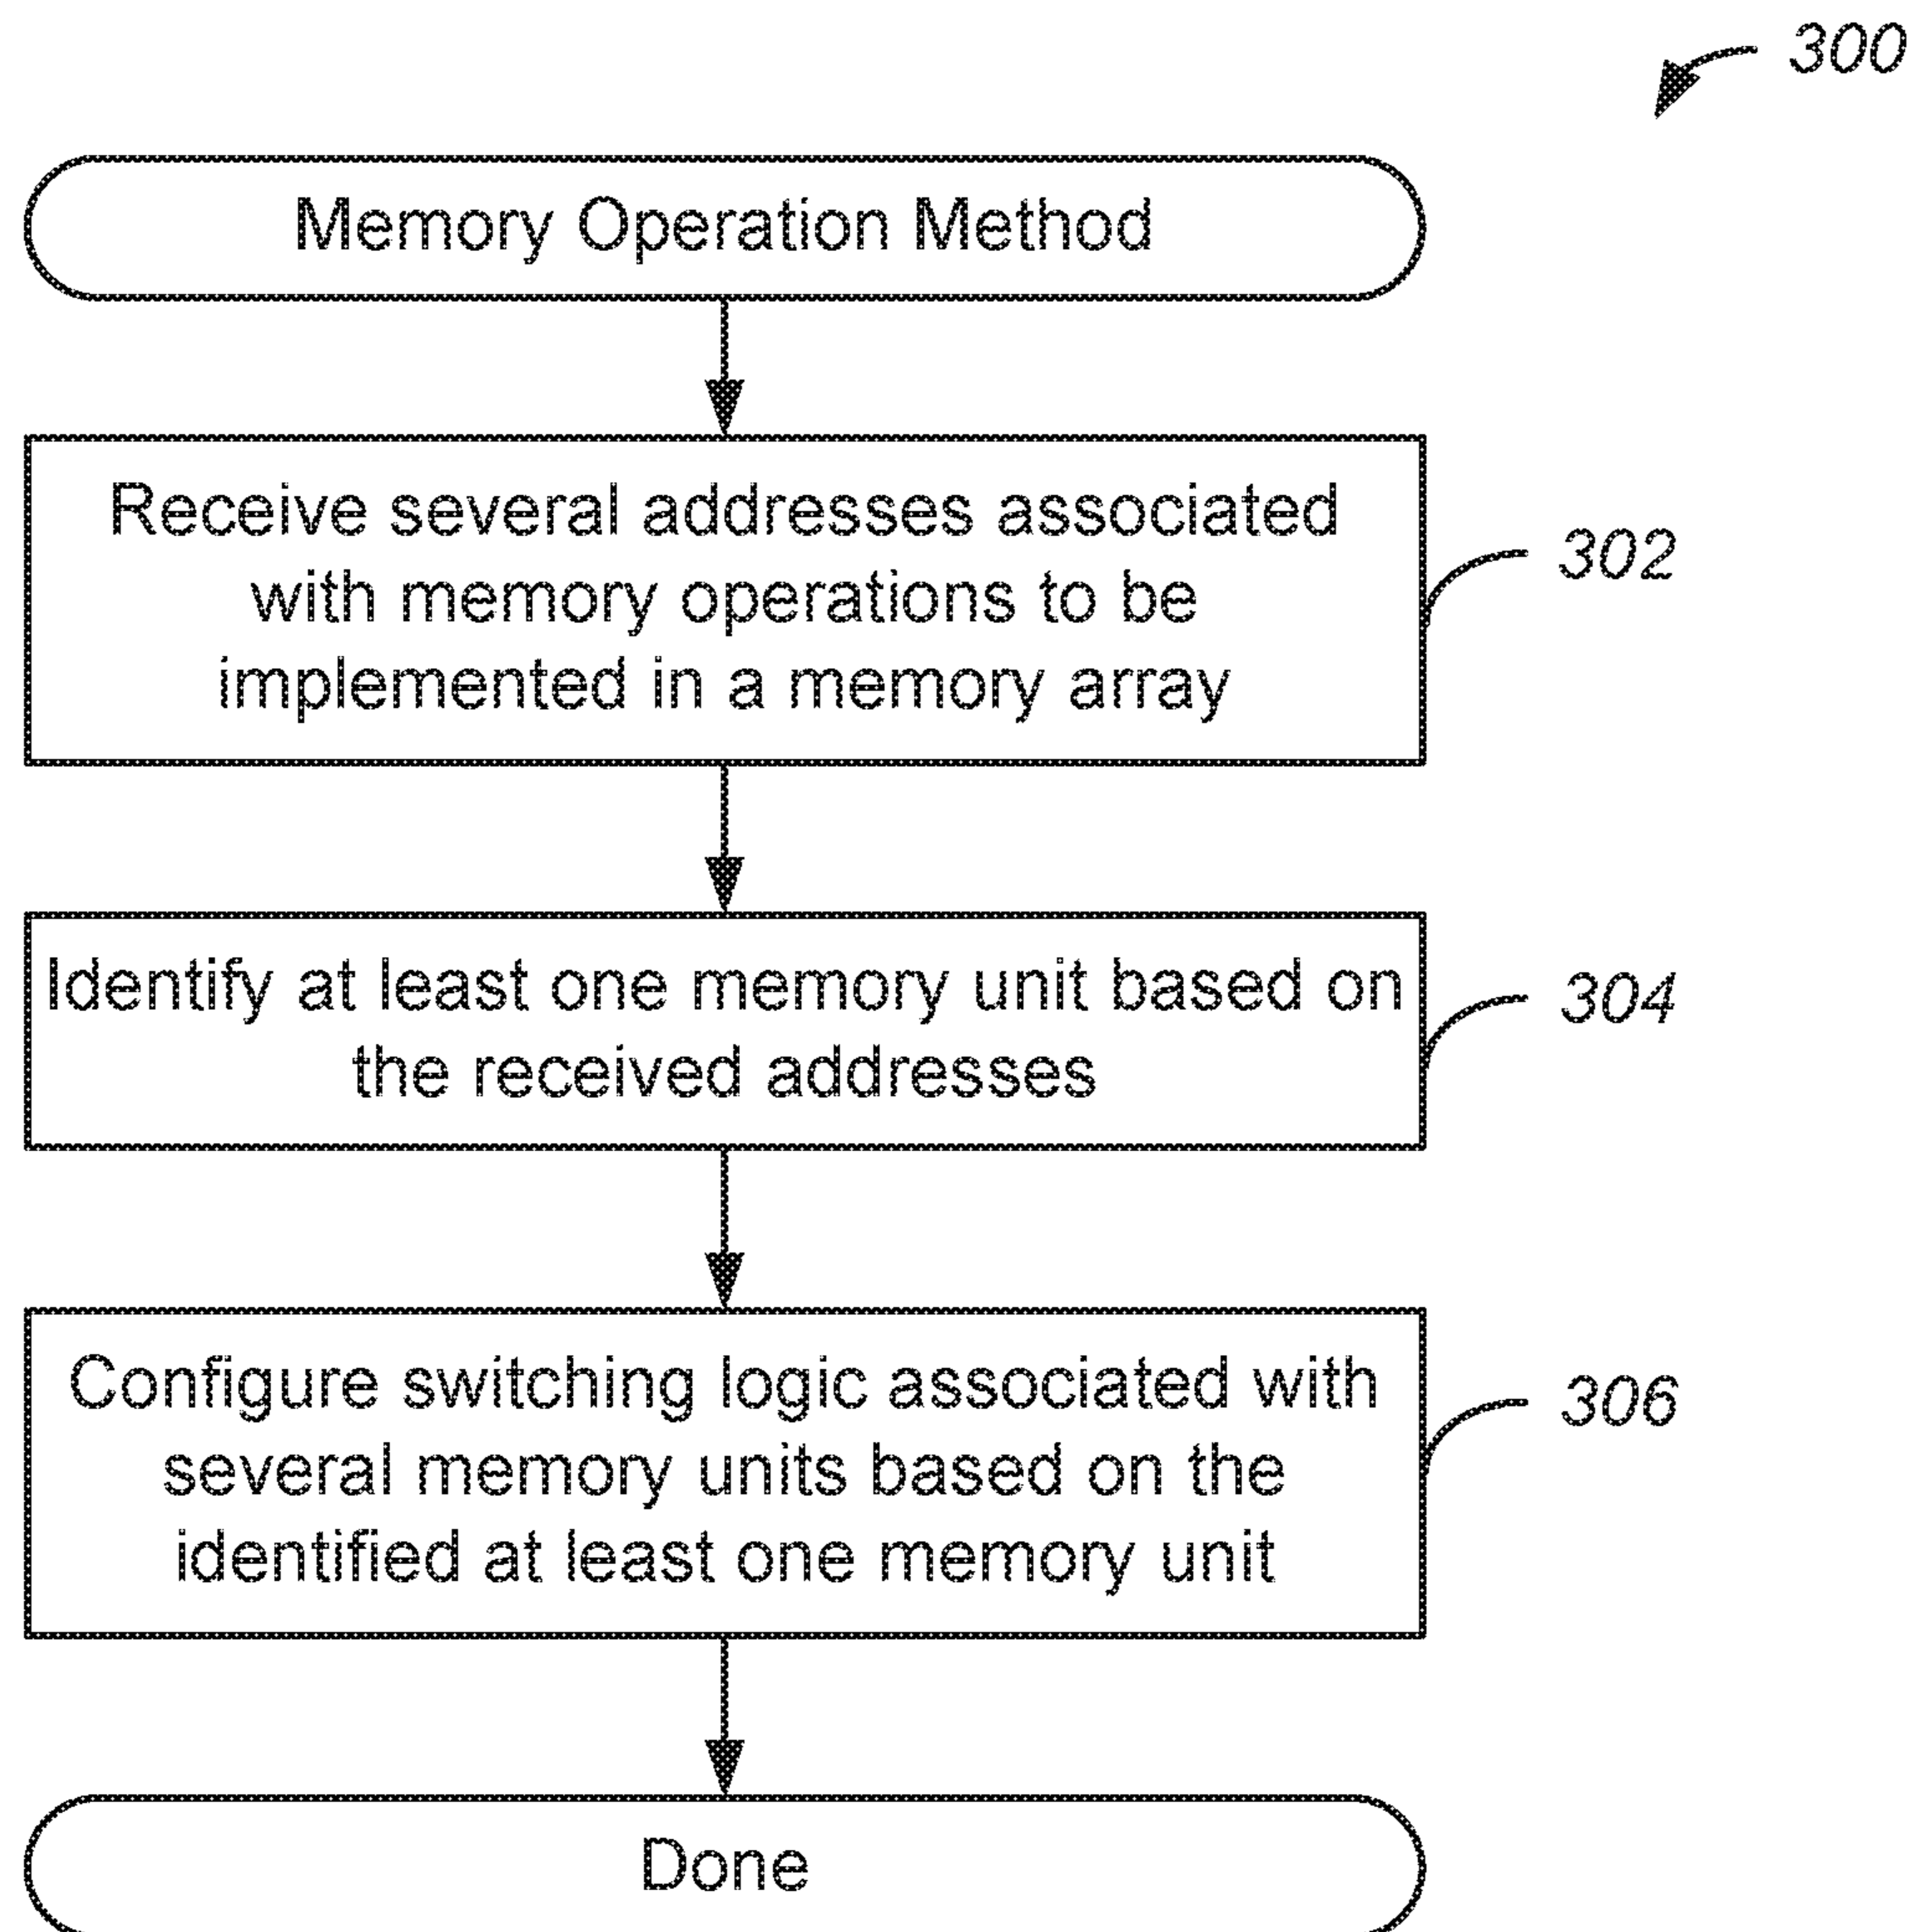 300
Memory Operation Method
Receive several addresses associated
with memory operations to be
implemented in a memory array
302
Identify at least one memory unit based on
the received addresses
304
Configure switching logic associated with
several memory units based on the
identified at least one memory unit
306
Done